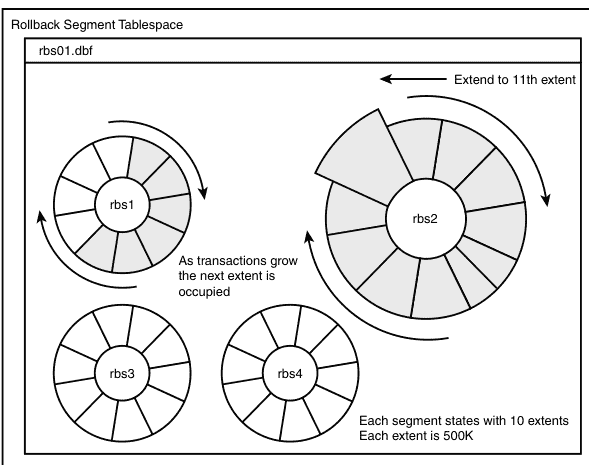 Rollback Segment Tablespace
rbs01.dbf
Extend to 11th extent
rbs1
rbs2
As transactions grow
the next extent is
occupied
rbs3
rbs4
Each segment states with 10 extents
Each extent is 500K